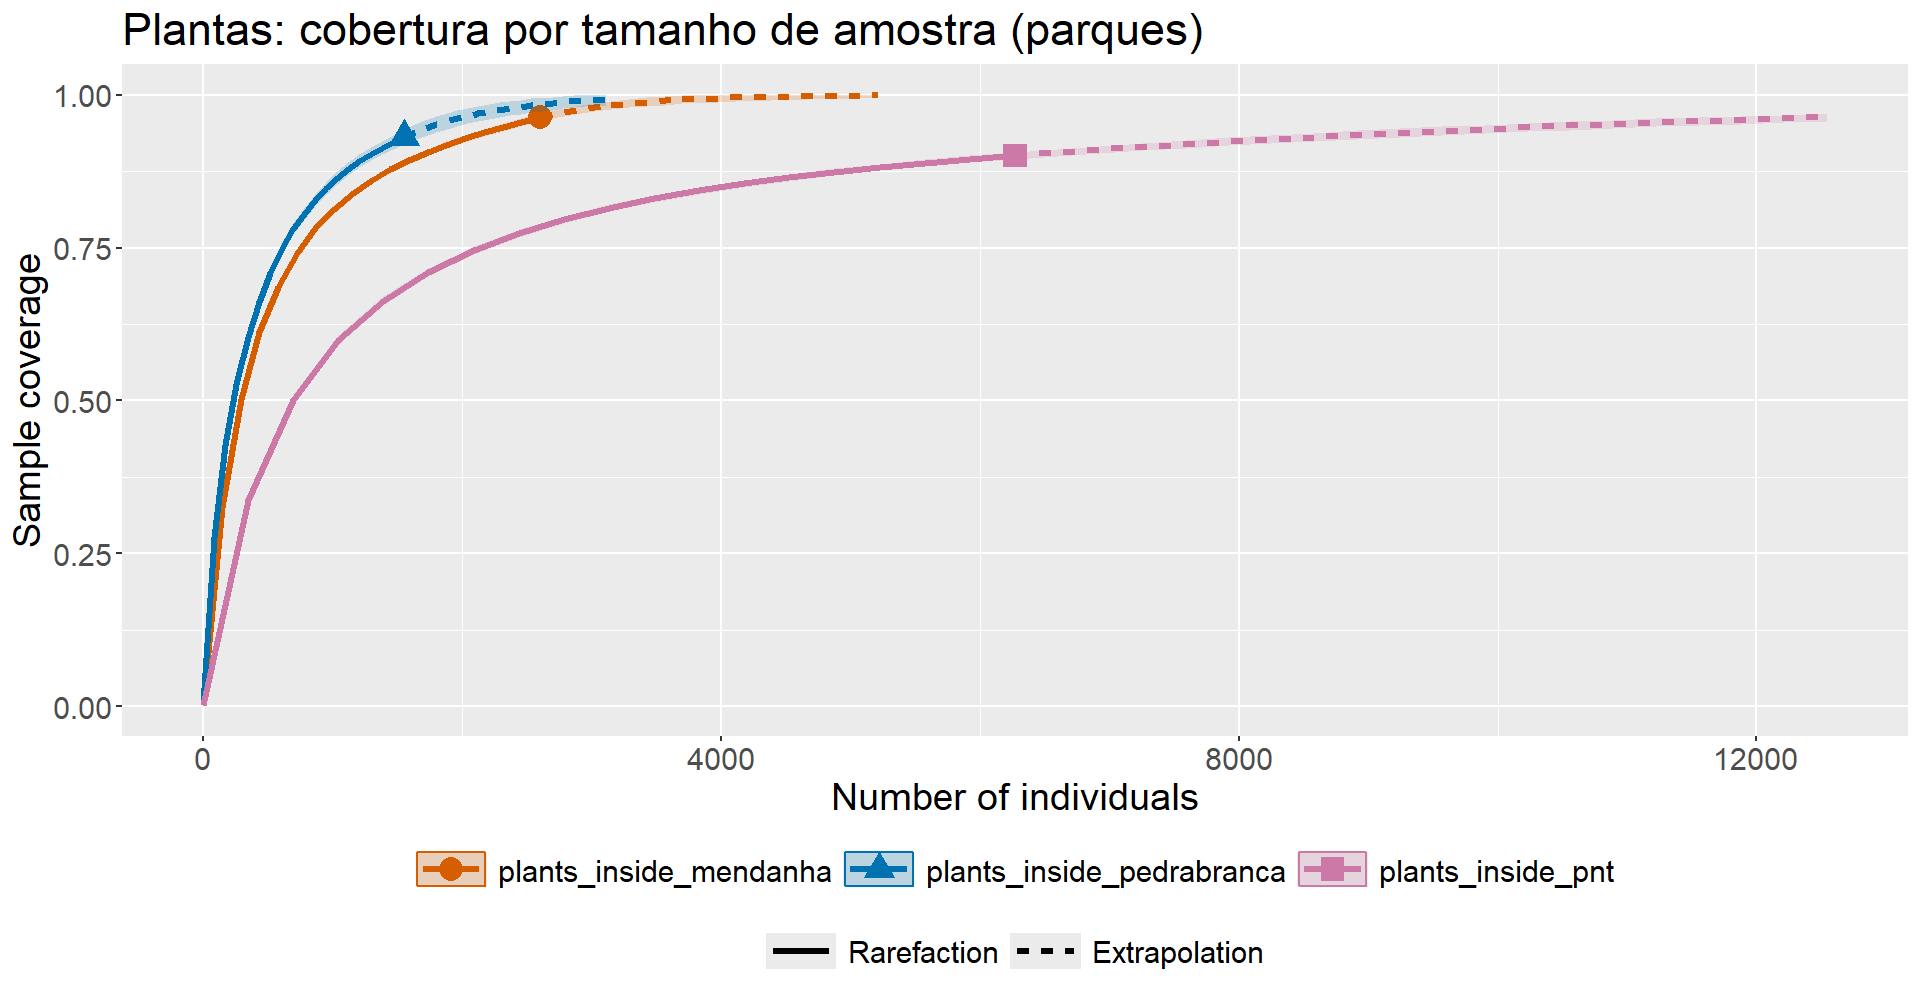 Plantas: cobertura por tamanho de amostra (parques)
Sample coverage
1.00
0.75
0.50
0.25
0.00
0 4000 8000 12000
Number of individuals
plants_inside_mendanha plants_inside_pedrabranca plants_inside_pnt
Rarefaction Extrapolation